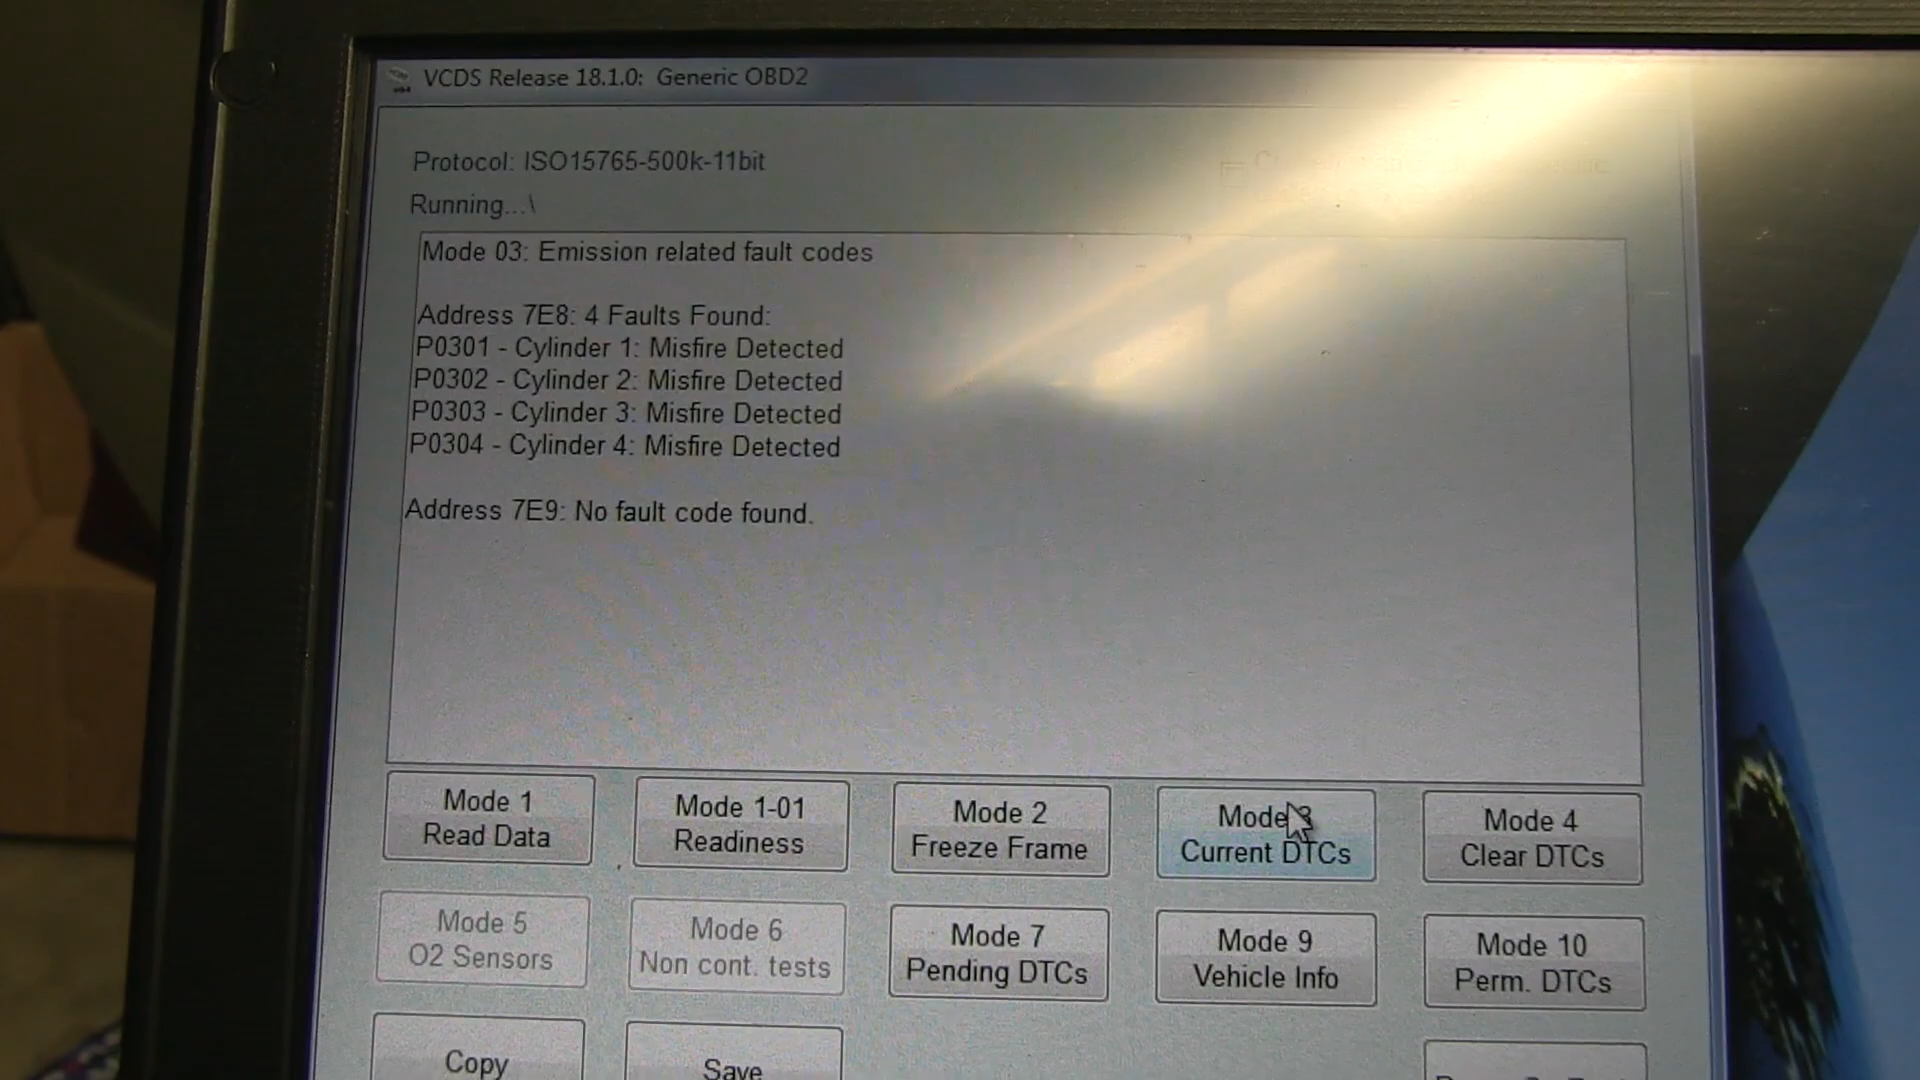 VCDS Release 18.1.0: Generic OBD2
Protocol: ISO15765-500k-11bit
Running...\
Mode 03: Emission related fault codes
Address 7E8: 4 Faults Found:
P0301 - Cylinder 1: Misfire Detected
P0302 - Cylinder 2: Misfire Detected
P0303 - Cylinder 3: Misfire Detected
P0304 - Cylinder 4: Misfire Detected
Address 7E9: No fault code found.
Mode 1
Read Data
Mode 1-01
Readiness
Mode 2
Freeze Frame
Mode 3
Current DTCs
Mode 4
Clear DTCs
Mode 5
O2 Sensors
Mode 6
Non cont. tests
Mode 7
Pending DTCs
Mode 9
Vehicle Info
Mode 10
Perm. DTCs
Copy
Save